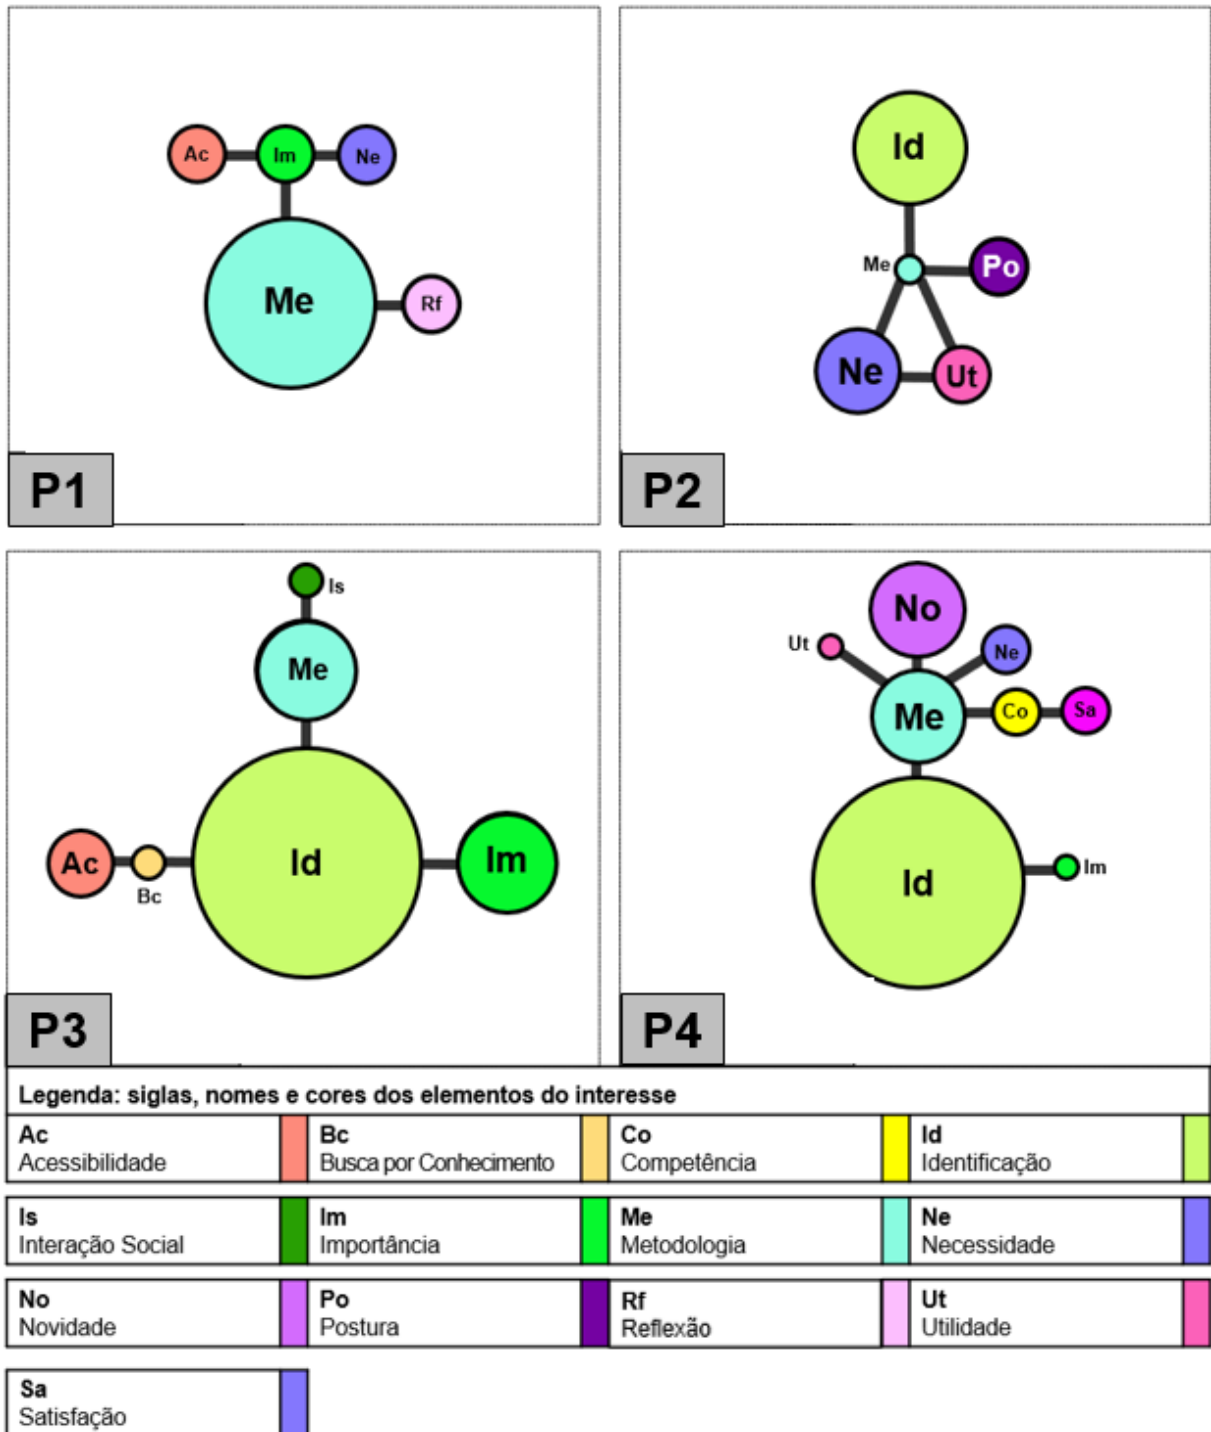 Ac
Im
Ne
Me
Rf
P1
Id
Me
Po
Ne
Ut
P2
Is
Me
Ac
Bc
Id
Im
P3
No
Ut
Ne
Me
Co
Sa
Id
Im
P4
Legenda: siglas, nomes e cores dos elementos do interesse
Ac
Acessibilidade
Bc
Busca por Conhecimento
Co
Competência
Id
Identificação
Is
Interação Social
Im
Importância
Me
Metodologia
Ne
Necessidade
No
Novidade
Po
Postura
Rf
Reflexão
Ut
Utilidade
Sa
Satisfação